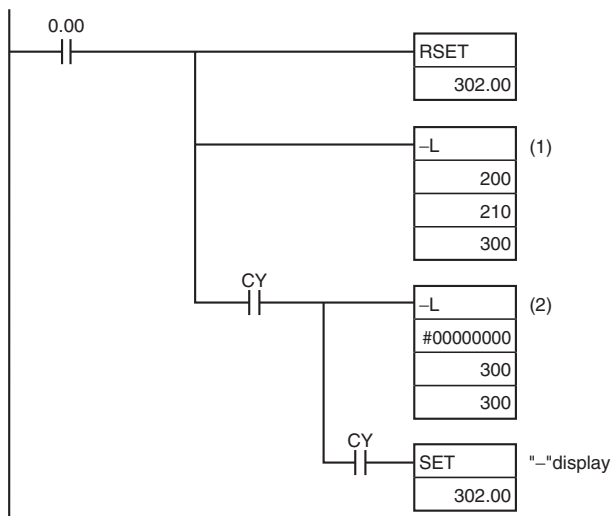 0.00
RSET
302.00
–L (1)
200
210
300
CY
–L (2)
#00000000
300
300
CY
SET "–"display
302.00